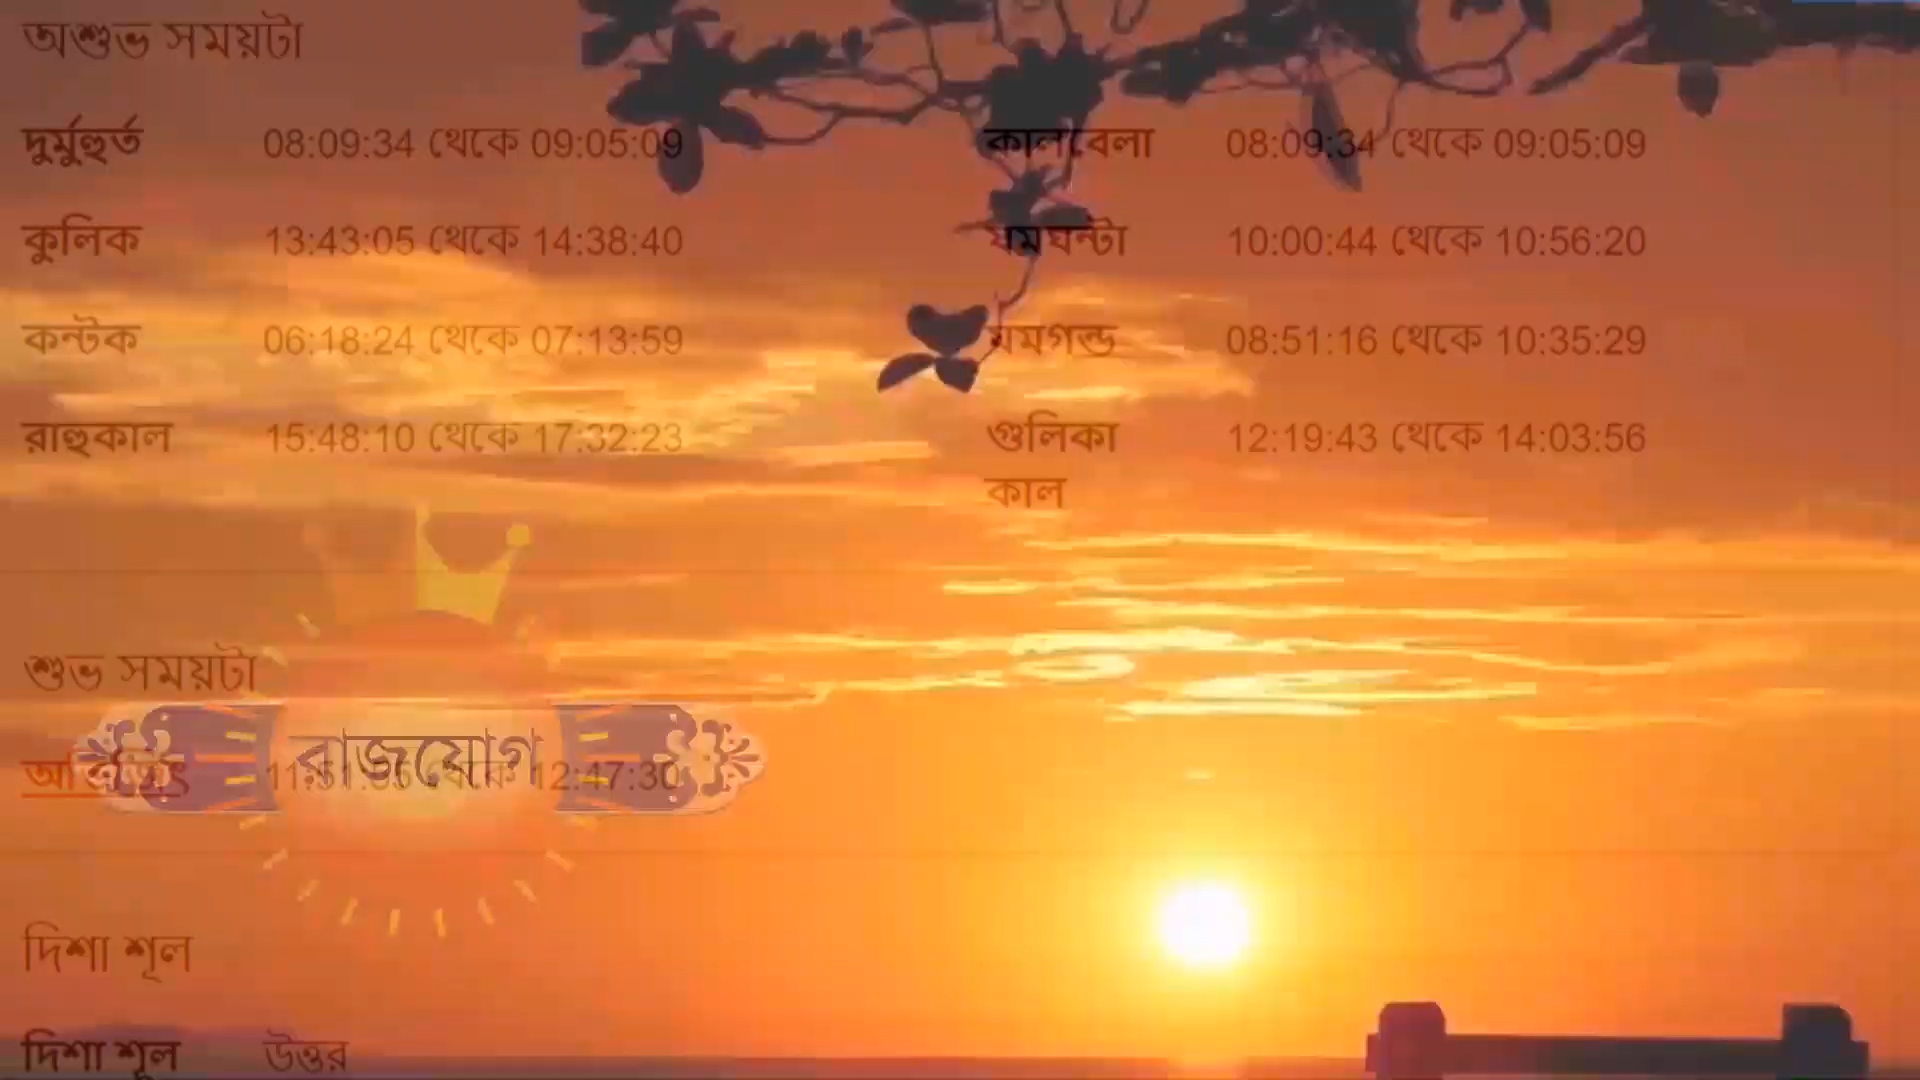 অশুভ সময়টা
দুর্মুহুর্ত 08:09:34 থেকে 09:05:09 কালবেলা 08:09:34 থেকে 09:05:09
কুলিক 13:43:05 থেকে 14:38:40 যমঘন্টা 10:00:44 থেকে 10:56:20
কন্টক 06:18:24 থেকে 07:13:59 যমগন্ড 08:51:16 থেকে 10:35:29
রাহুকাল 15:48:10 থেকে 17:32:23 গুলিকা 12:19:43 থেকে 14:03:56
কাল
শুভ সময়টা
রাজযোগ
থেকে 12:47:30
দিশা শূল
দিশা শূল উত্তর